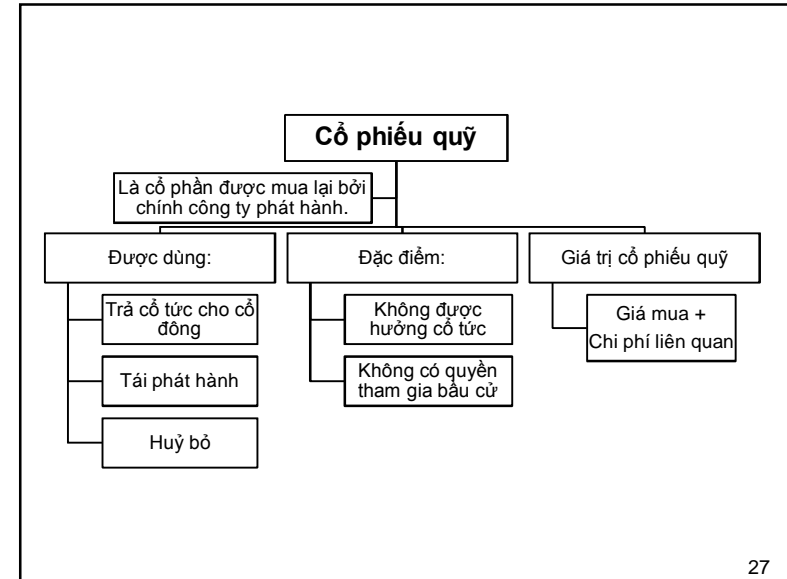 Cổ phiếu quỹ
Là cổ phần được mua lại bởi
chính công ty phát hành.
Được dùng:
Trả cổ tức cho cổ
đông
Tái phát hành
Huỷ bỏ
Đặc điểm:
Không được
hưởng cổ tức
Không có quyền
tham gia bầu cử
Giá trị cổ phiếu quỹ
Giá mua +
Chi phí liên quan
27